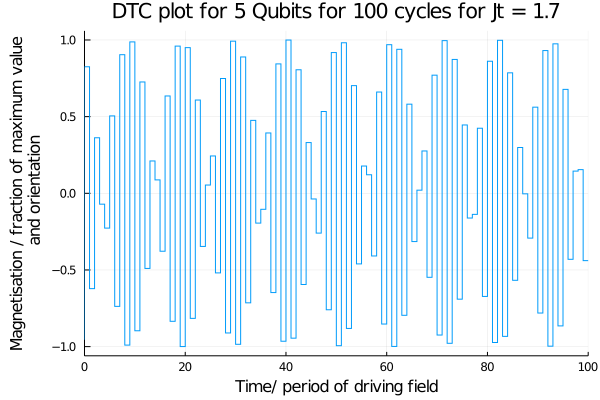 DTC plot for 5 Qubits for 100 cycles for Jt = 1.7
Magnetisation / fraction of maximum value
and orientation
1.0
0.5
0.0
−0.5
−1.0
0
20
40
60
80
100
Time/ period of driving field